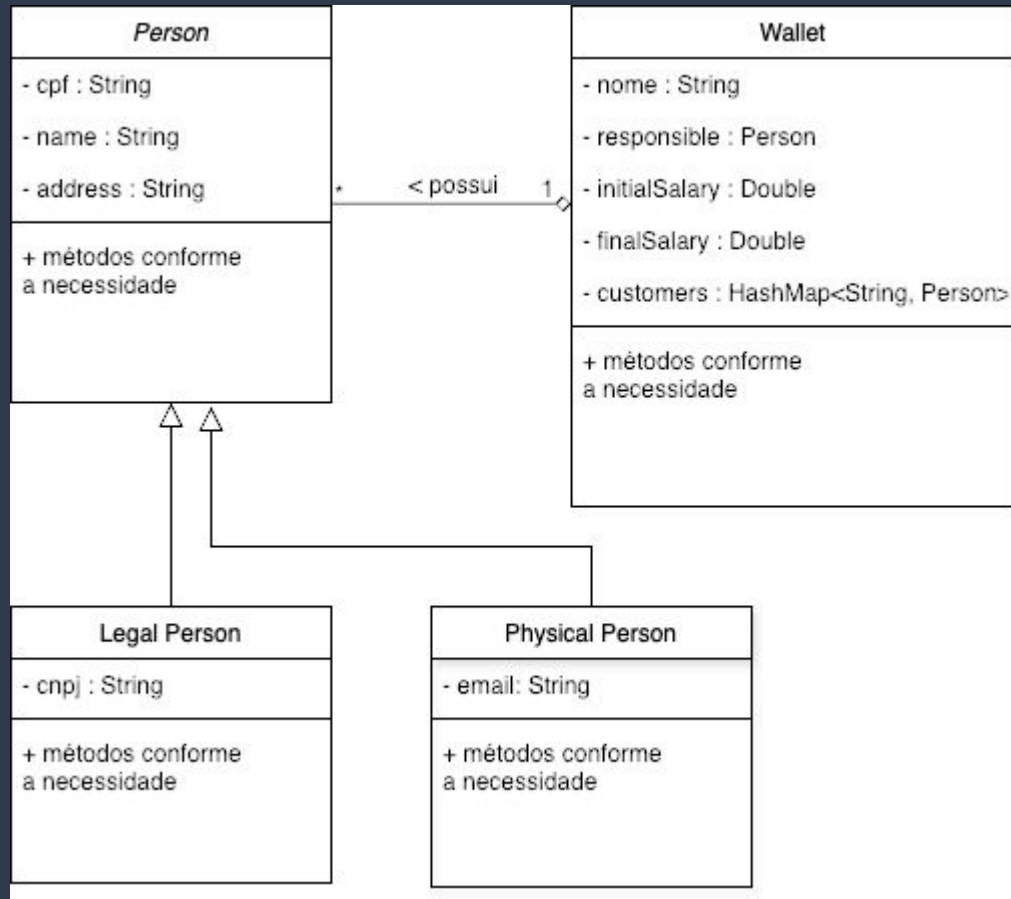 Person
- cpf : String
- name : String
- address : String
+ métodos conforme
a necessidade
* < possui 1
Wallet
- nome : String
- responsible : Person
- initialSalary : Double
- finalSalary : Double
- customers : HashMap<String, Person>
+ métodos conforme
a necessidade
Legal Person
- cnpj : String
+ métodos conforme
a necessidade
Physical Person
- email: String
+ métodos conforme
a necessidade